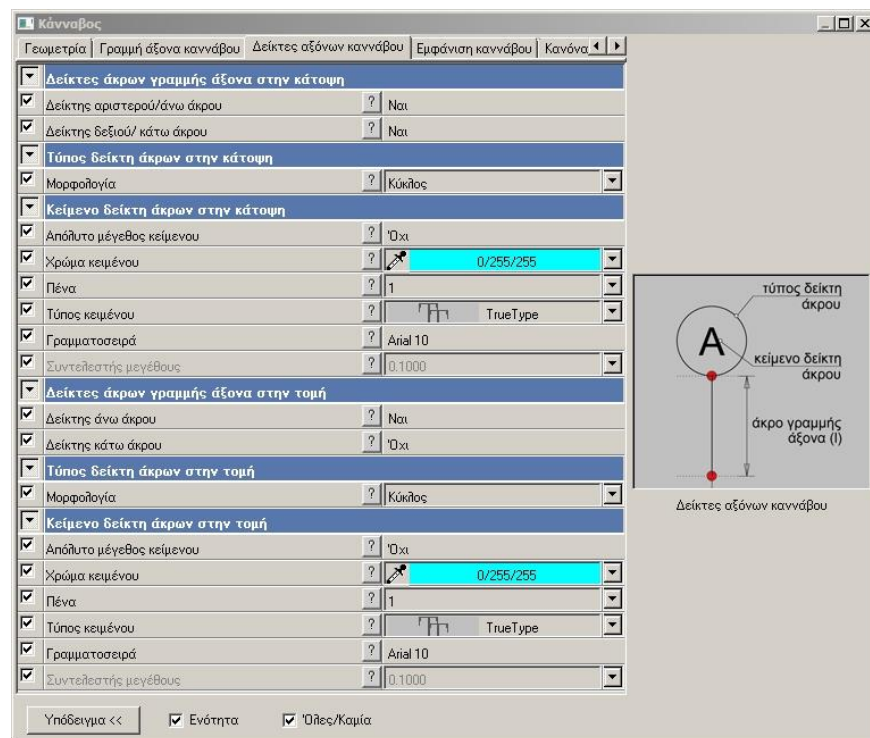 Κάνναβος
Γεωμετρία Γραμμή άξονα καννάβου Δείκτες αξόνων καννάβου Εμφάνιση καννάβου Κανόνα
Δείκτες άκρων γραμμής άξονα στην κάτοψη
Δείκτης αριστερού/άνω άκρου ? Ναι
Δείκτης δεξιού/ κάτω άκρου ? Ναι
Τύπος δείκτη άκρων στην κάτοψη
Μορφολογία ? Κύκλος
Κείμενο δείκτη άκρων στην κάτοψη
Απόλυτο μέγεθος κείμενου ? 'Οχι
Χρώμα κειμένου ? 0/255/255
Πένα ? 1
Τύπος κειμένου ? TrueType
Γραμματοσειρά ? Arial 10
Συντελεστής μεγέθους ? 0.1000
Δείκτες άκρων γραμμής άξονα στην τομή
Δείκτης άνω άκρου ? Ναι
Δείκτης κάτω άκρου ? 'Οχι
Τύπος δείκτη άκρων στην τομή
Μορφολογία ? Κύκλος
Κείμενο δείκτη άκρων στην τομή
Απόλυτο μέγεθος κείμενου ? 'Οχι
Χρώμα κειμένου ? 0/255/255
Πένα ? 1
Τύπος κειμένου ? TrueType
Γραμματοσειρά ? Arial 10
Συντελεστής μεγέθους ? 0.1000
τύπος δείκτη
άκρου
A
κείμενο δείκτη
άκρου
άκρο γραμμής
άξονα (l)
Δείκτες αξόνων καννάβου
Υπόδειγμα << Ενότητα 'Ολες/Καμία